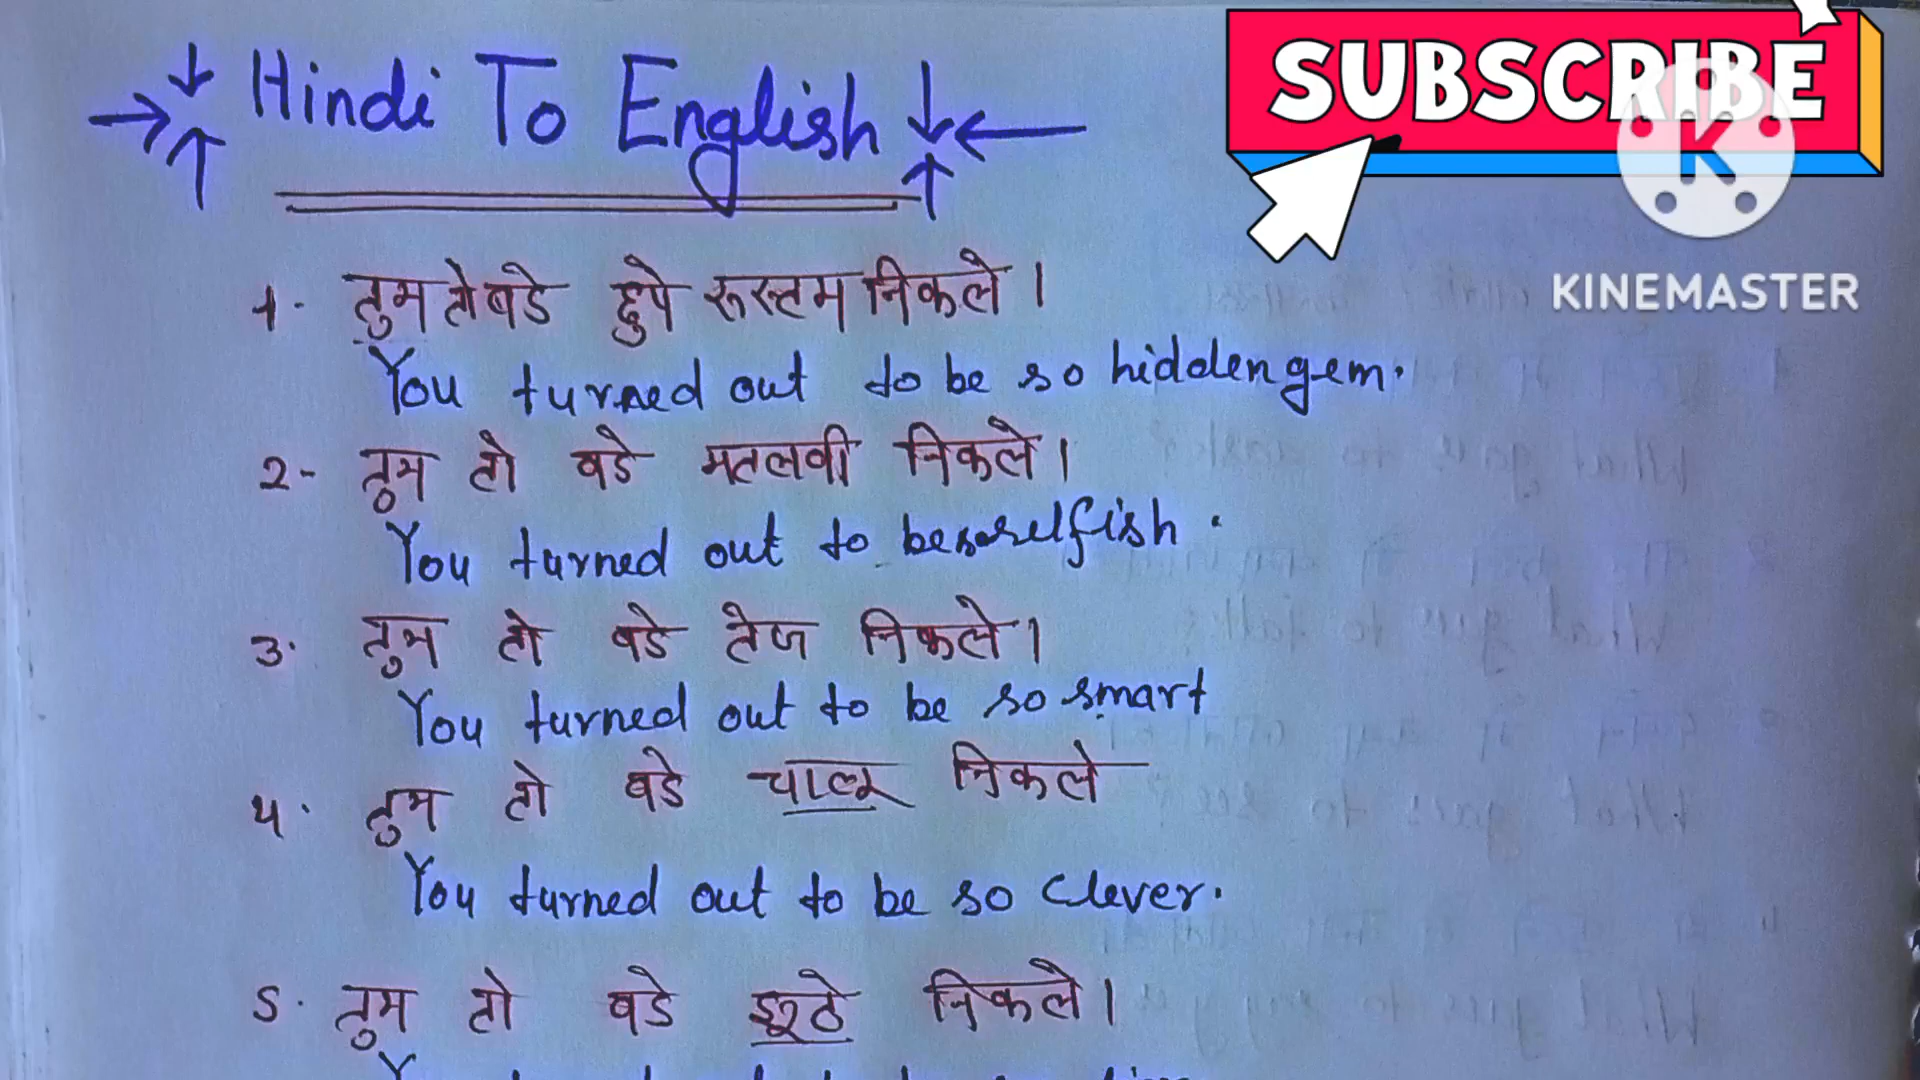 Hindi To English
SUBSCRIBE
KINEMASTER
1. तुम तो बडे छुपे रूस्तम निकले।
You turned out to be so hidden gem.
2- तुम तो बडे मतलबी निकले।
You turned out to be so selfish.
3. तुम तो बडे तेज निकले।
You turned out to be so smart
4. तुम तो बडे चालू निकले
You turned out to be so clever.
5. तुम तो बडे झूठे निकले।